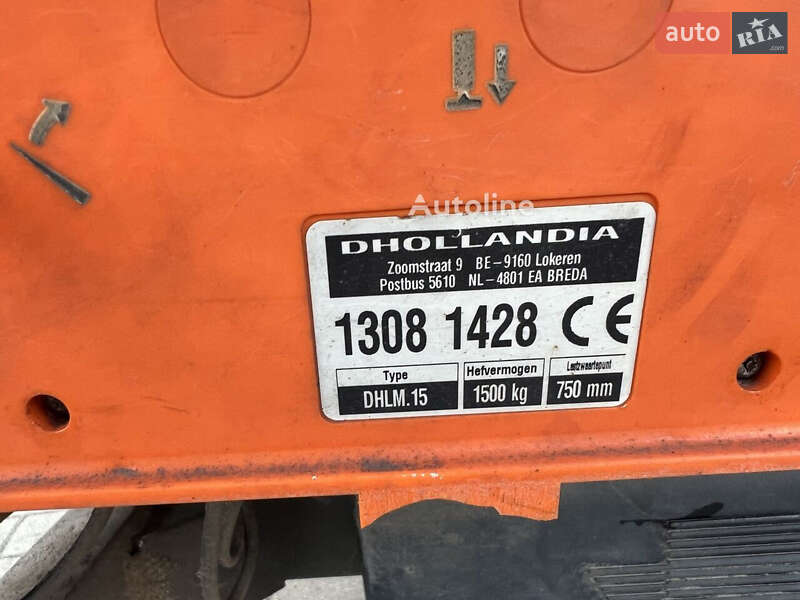 auto RIA.com
Autoline
DHOLLANDIA
Zoomstraat 9 BE-9160 Lokeren
Postbus 5610 NL-4801 EA BREDA
1308 1428 CE
Type Hefvermogen Lastzwaartepunt
DHLM.15 1500 kg 750 mm